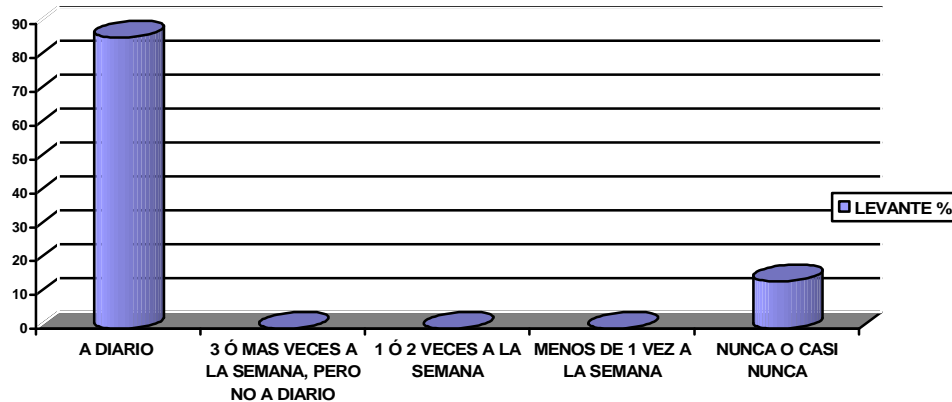 90
80
70
60
50
40
30
20
10
0
LEVANTE %
A DIARIO
3 Ó MAS VECES A
LA SEMANA, PERO
NO A DIARIO
1 Ó 2 VECES A LA
SEMANA
MENOS DE 1 VEZ A
LA SEMANA
NUNCA O CASI
NUNCA